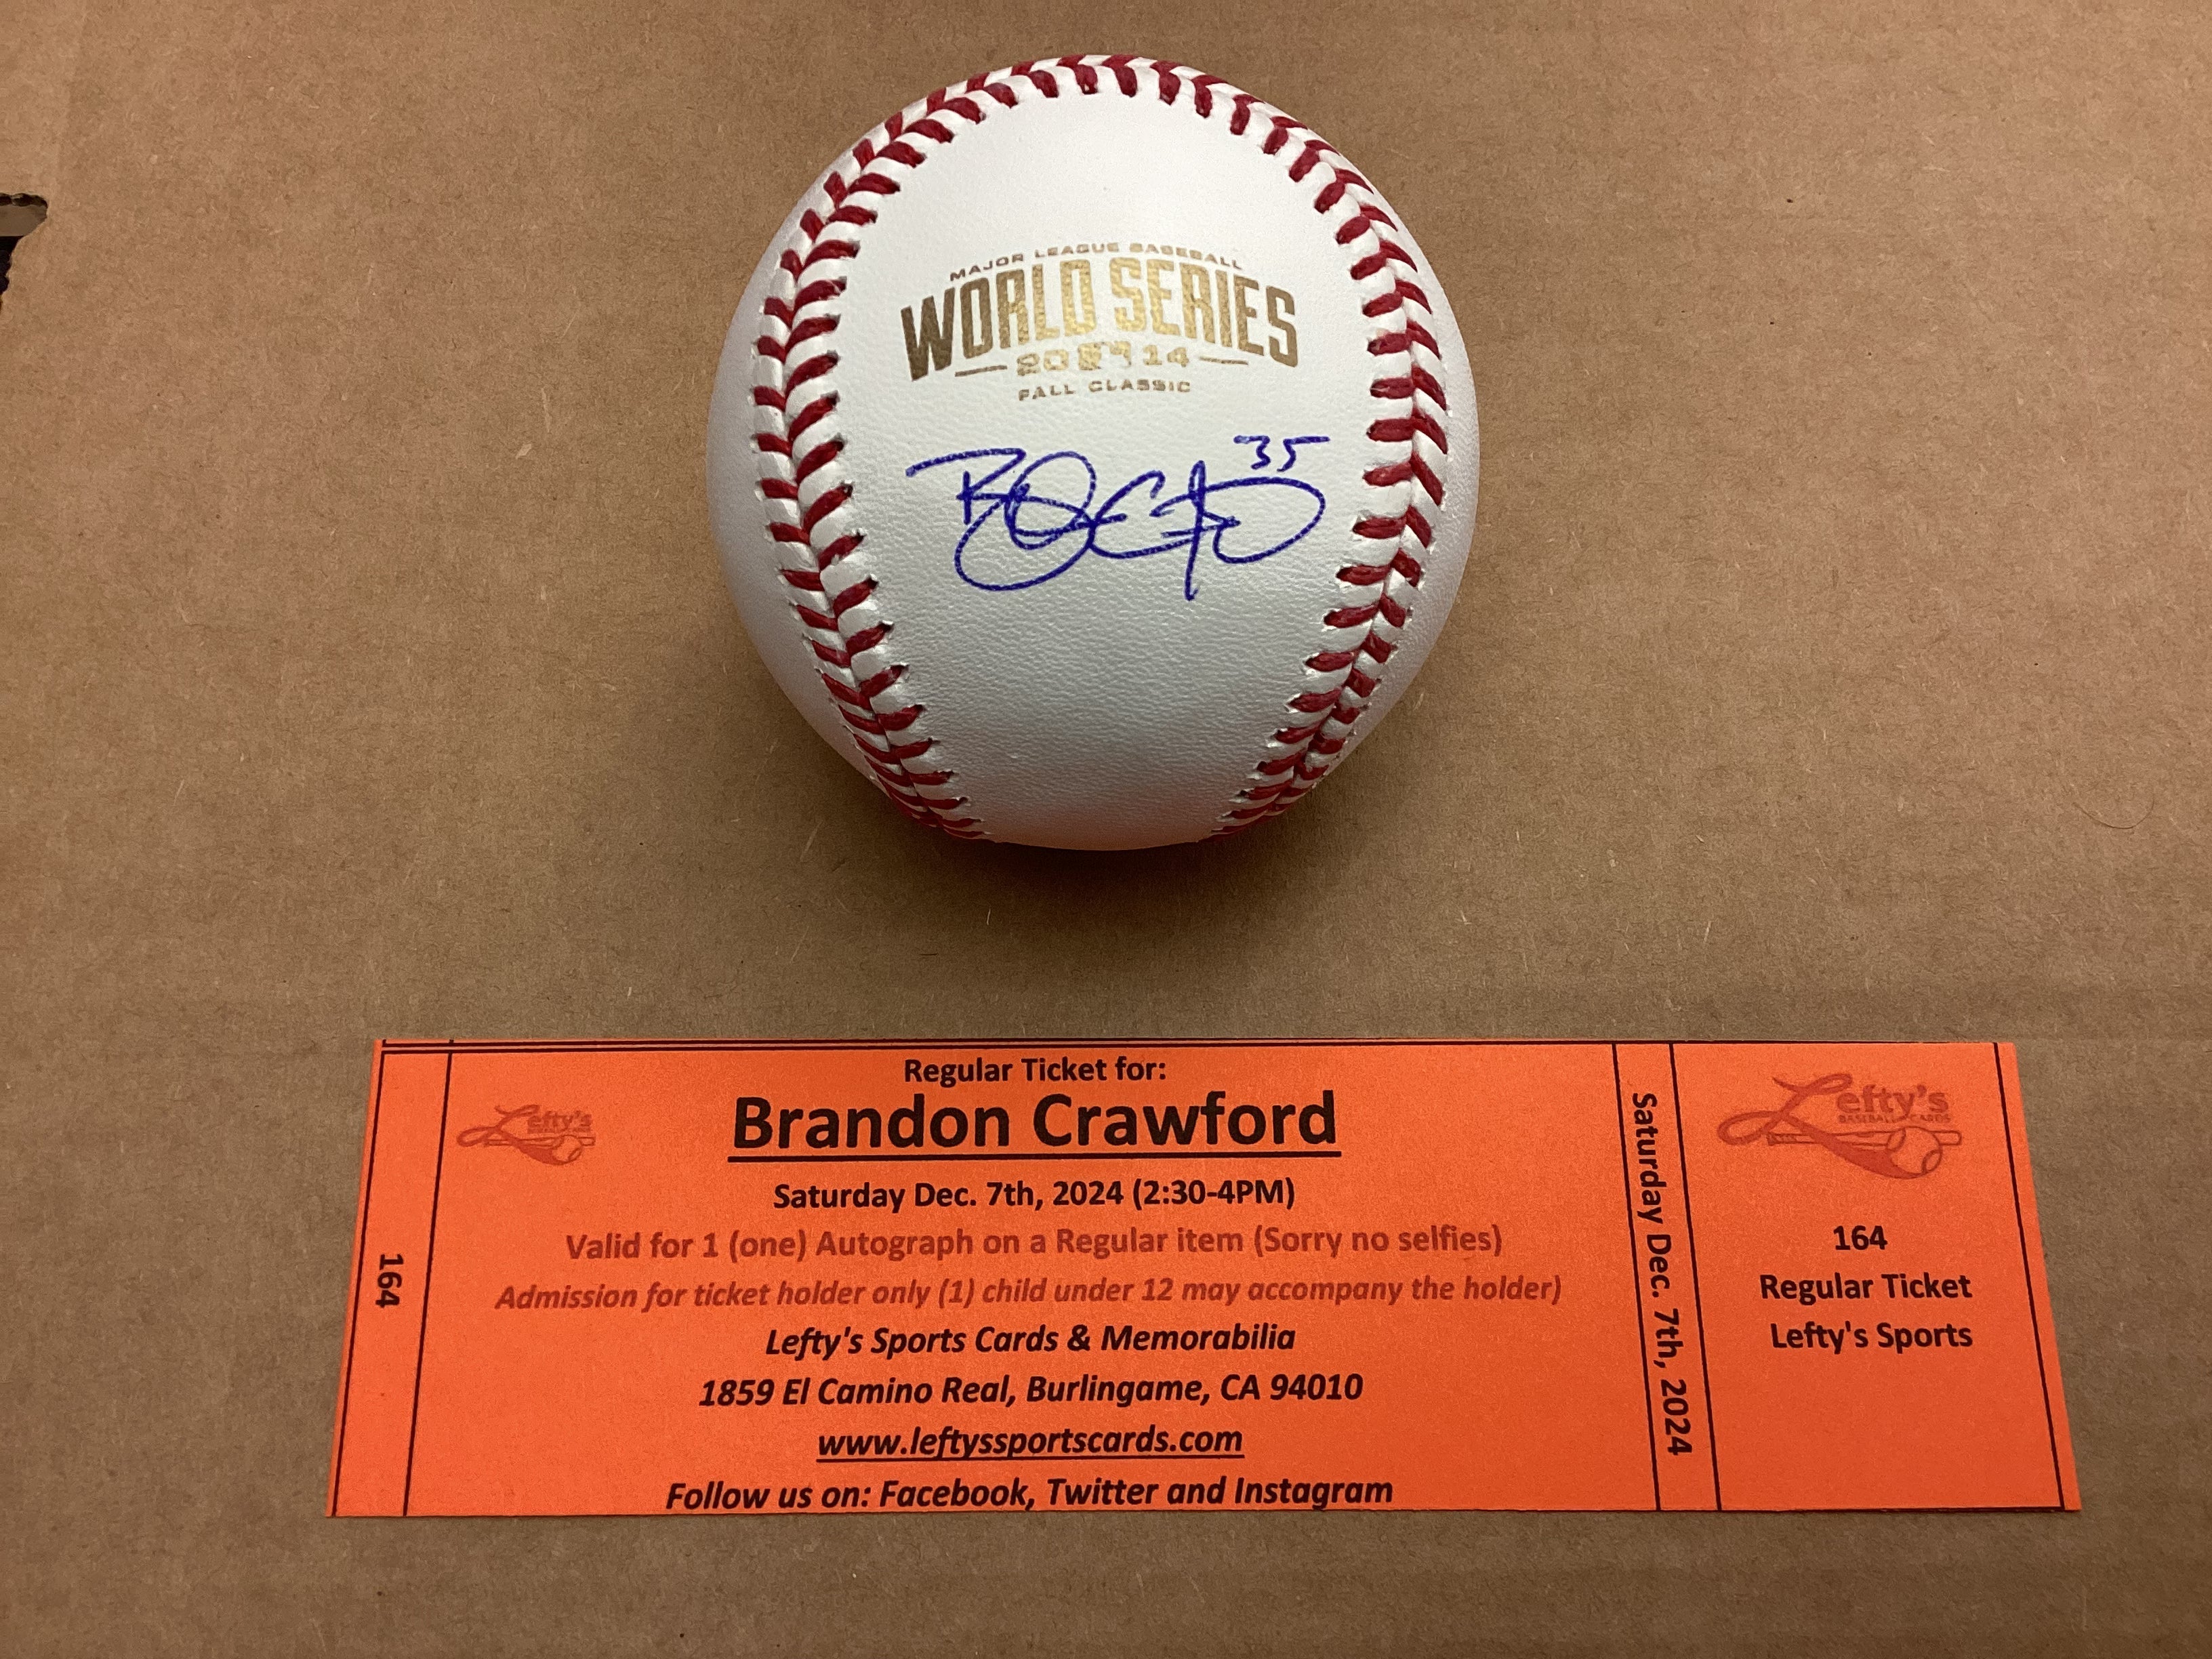 MAJOR LEAGUE BASEBALL
WORLD SERIES
20 14
FALL CLASSIC
35
Regular Ticket for:
Brandon Crawford
Lefty's
Saturday Dec. 7th, 2024 (2:30-4PM)
Valid for 1 (one) Autograph on a Regular item (Sorry no selfies)
Admission for ticket holder only (1) child under 12 may accompany the holder)
Lefty's Sports Cards & Memorabilia
1859 El Camino Real, Burlingame, CA 94010
www.leftyssportscards.com
Follow us on: Facebook, Twitter and Instagram
164
Saturday Dec. 7th, 2024
Lefty's
BASEBALL CARDS
164
Regular Ticket
Lefty's Sports